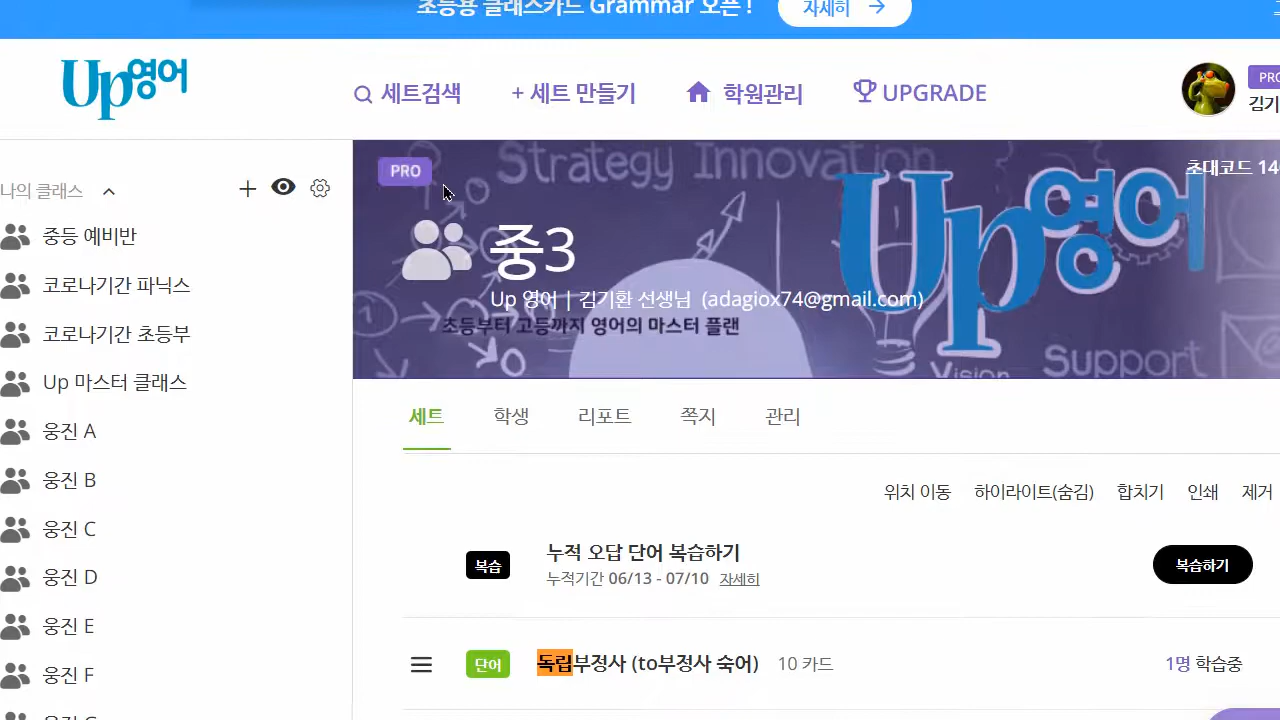 초등용 클래스카드 Grammar 오픈 !
자세히 →
Up영어
세트검색
+ 세트 만들기
학원관리
UPGRADE
PRO
김기
나의 클래스
중등 예비반
코로나기간 파닉스
코로나기간 초등부
Up 마스터 클래스
웅진 A
웅진 B
웅진 C
웅진 D
웅진 E
웅진 F
PRO
Strategy Innovation
초대코드 14
Up영어
중3
Up 영어 | 김기환 선생님 (adagiox74@gmail.com)
초등부터 고등까지 영어의 마스터 플랜
Support
Vision
세트
학생
리포트
쪽지
관리
위치 이동
하이라이트(숨김)
합치기
인쇄
제거
복습
누적 오답 단어 복습하기
누적기간 06/13 - 07/10 자세히
복습하기
단어
독립부정사 (to부정사 숙어) 10 카드
1명 학습중